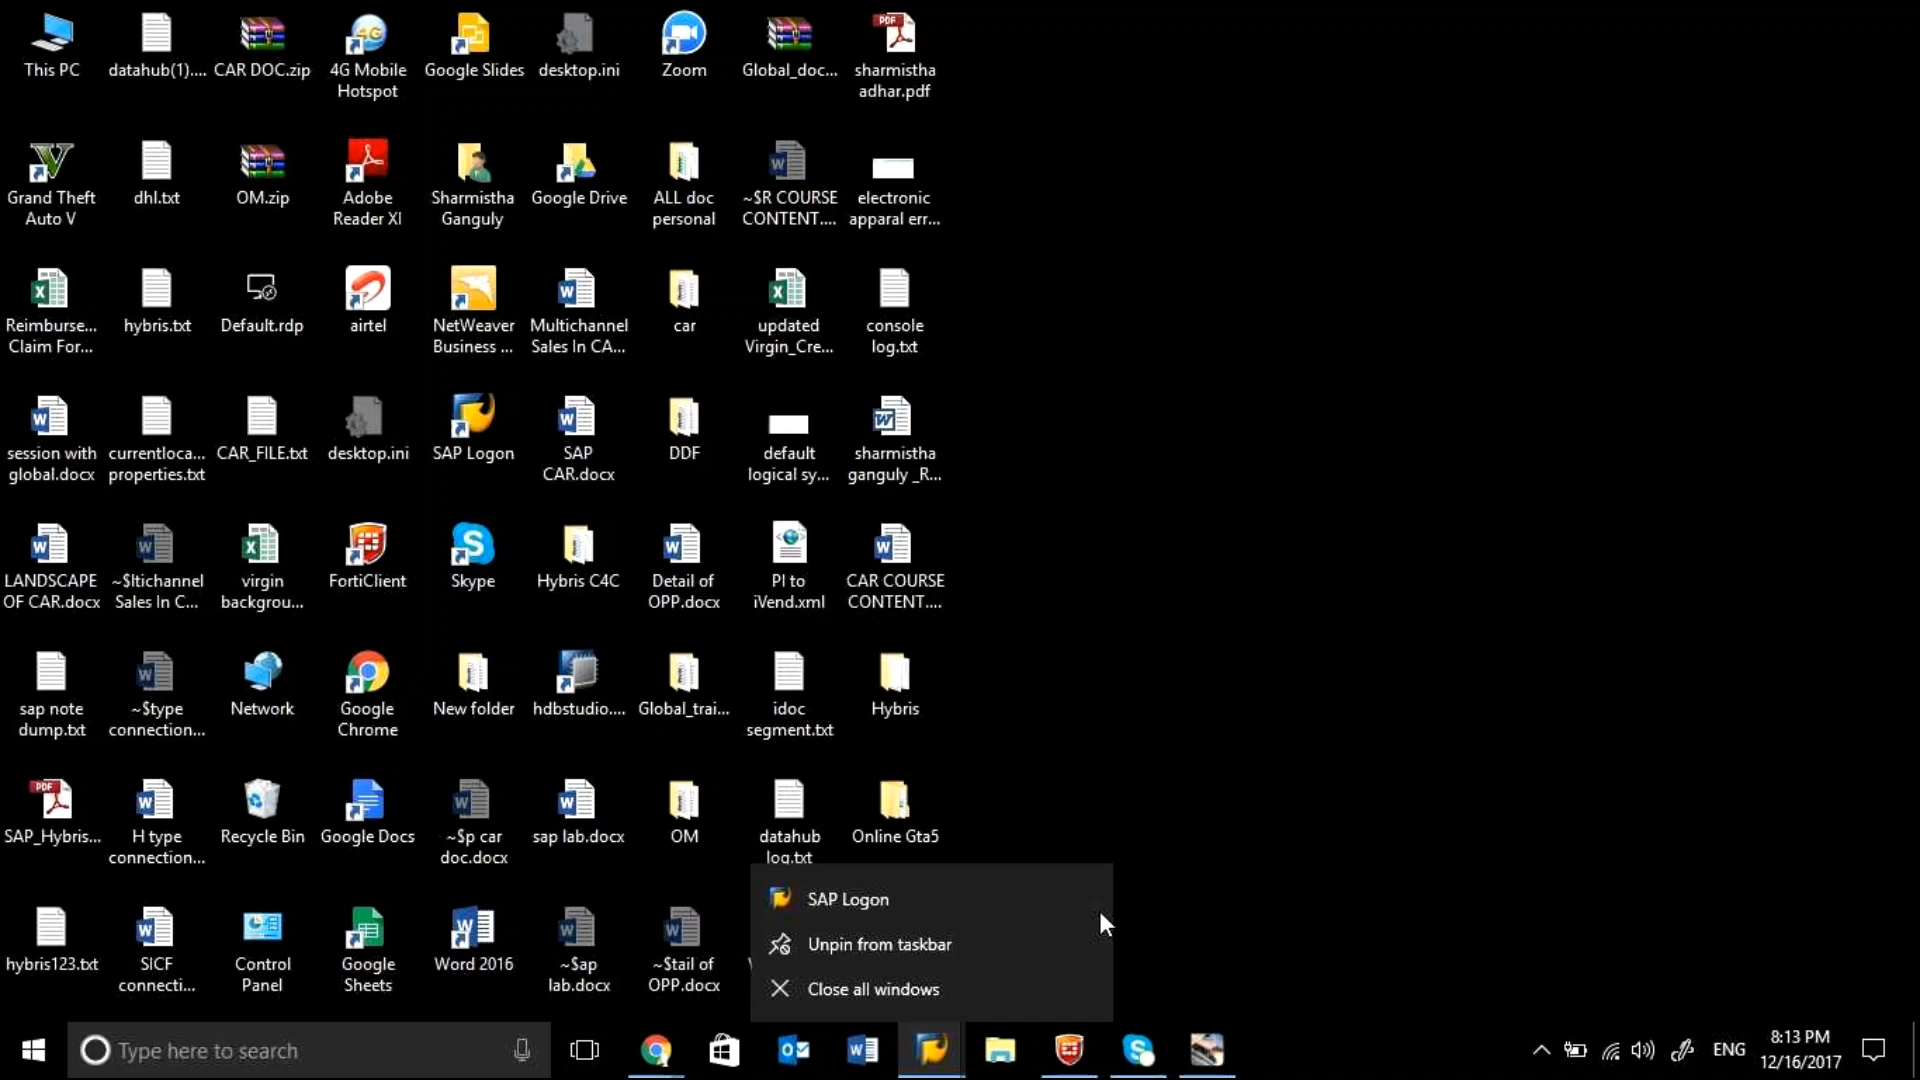 This PC
datahub(1)....
CAR DOC.zip
4G Mobile
Hotspot
Google Slides
desktop.ini
Zoom
Global_doc...
sharmistha
adhar.pdf
Grand Theft
Auto V
dhl.txt
OM.zip
Adobe
Reader XI
Sharmistha
Ganguly
Google Drive
ALL doc
personal
~$R COURSE
CONTENT....
electronic
apparal err...
Reimburse...
Claim For...
hybris.txt
Default.rdp
airtel
NetWeaver
Business ...
Multichannel
Sales In CA...
car
updated
Virgin_Cre...
console
log.txt
session with
global.docx
currentloca...
properties.txt
CAR_FILE.txt
desktop.ini
SAP Logon
SAP
CAR.docx
DDF
default
logical sy...
sharmistha
ganguly _R...
LANDSCAPE
OF CAR.docx
~$ltichannel
Sales In C...
virgin
backgrou...
FortiClient
Skype
Hybris C4C
Detail of
OPP.docx
PI to
iVend.xml
CAR COURSE
CONTENT....
sap note
dump.txt
~$type
connection...
Network
Google
Chrome
New folder
hdbstudio....
Global_trai...
idoc
segment.txt
Hybris
SAP_Hybris...
H type
connection...
Recycle Bin
Google Docs
~$p car
doc.docx
sap lab.docx
OM
datahub
log.txt
Online Gta5
hybris123.txt
SICF
connecti...
Control
Panel
Google
Sheets
Word 2016
~$ap
lab.docx
~$tail of
OPP.docx
SAP Logon
Unpin from taskbar
Close all windows
Type here to search
ENG
8:13 PM
12/16/2017